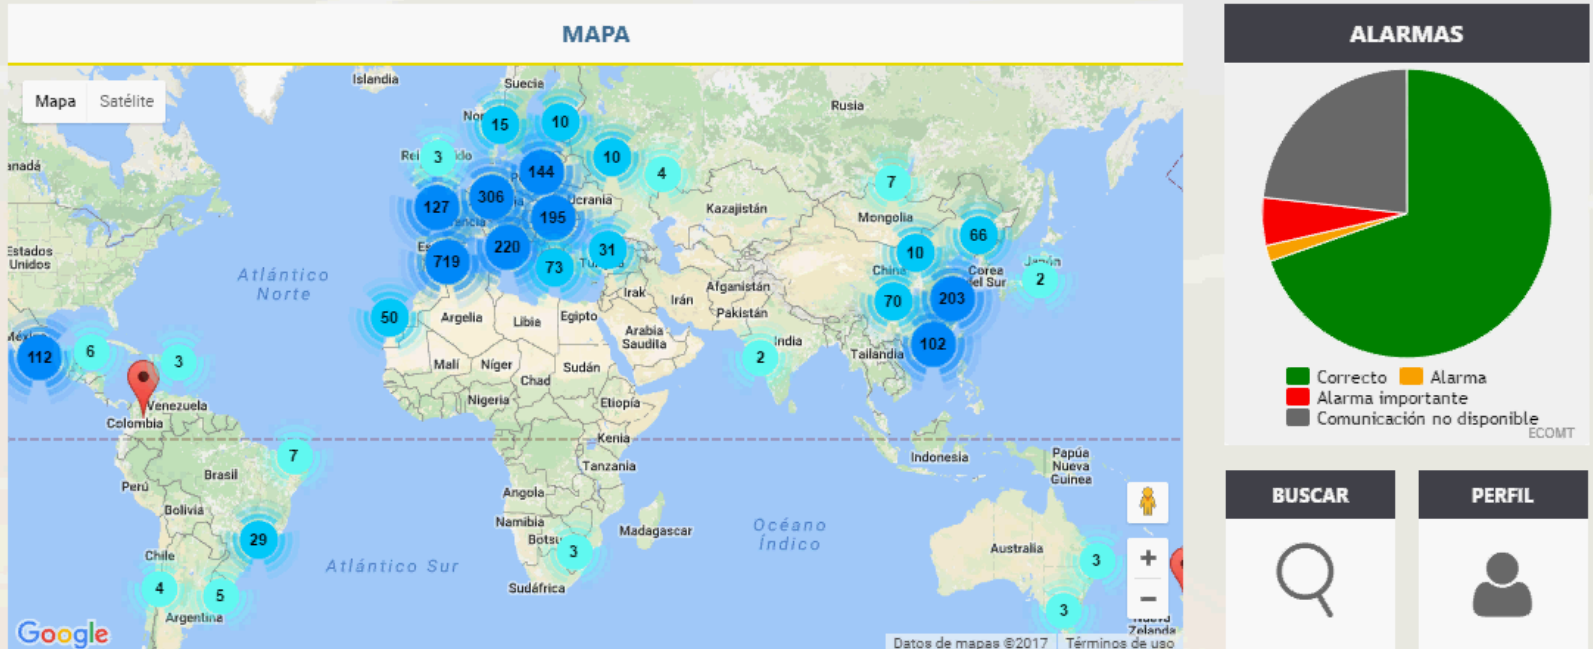 MAPA
Mapa
Satélite
Islandia
Suecia
Rusia
15
10
3
10
144
4
7
306
127
195
Kazajistán
Mongolia
220
31
66
719
73
10
China
Corea
del Sur
Japón
2
Estados
Unidos
Atlántico
Norte
50
Argelia
Libia
Egipto
Irak
Irán
Afganistán
Pakistán
Arabia
Saudita
70
203
102
India
2
Tailandia
112
6
3
Malí
Níger
Chad
Sudán
Nigeria
Etiopía
Venezuela
Colombia
Kenia
Tanzania
Indonesia
Papúa
Nueva
Guinea
7
Brasil
Perú
Bolivia
Angola
Namibia
Madagascar
Océano
Índico
29
Chile
Atlántico Sur
3
Sudáfrica
Australia
3
4
5
Argentina
3
Zelanda
Google
Datos de mapas ©2017
Términos de uso
ALARMAS
Correcto
Alarma
Alarma importante
Comunicación no disponible
ECOMT
BUSCAR
PERFIL